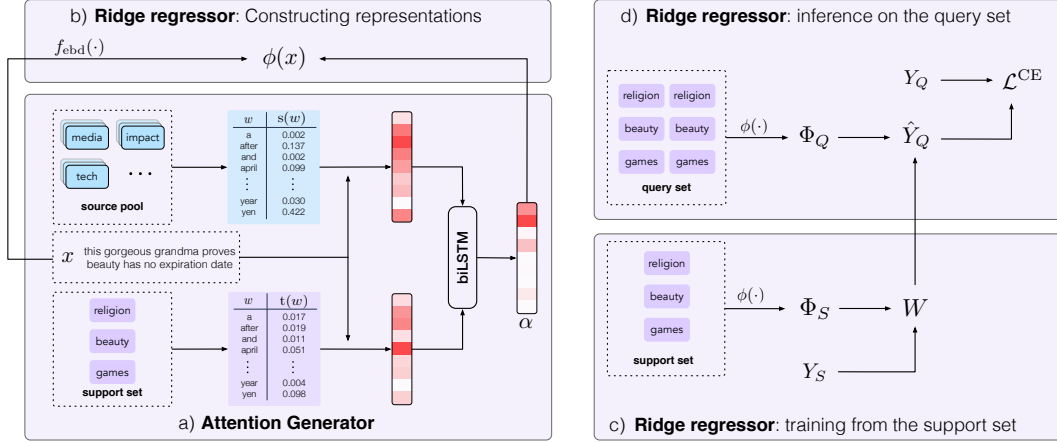 b) Ridge regressor: Constructing representations
f_ebd(·)
ϕ(x)
media
impact
tech
· · ·
source pool
w s(w)
a 0.002
after 0.137
and 0.002
april 0.099
⋮ ⋮
year 0.030
yen 0.422
x this gorgeous grandma proves
beauty has no expiration date
religion
beauty
games
support set
w t(w)
a 0.017
after 0.019
and 0.011
april 0.051
⋮ ⋮
year 0.004
yen 0.098
biLSTM
α
a) Attention Generator
d) Ridge regressor: inference on the query set
religion religion
beauty beauty
games games
query set
ϕ(·)
Φ_Q
Ŷ_Q
Y_Q
ℒ^CE
religion
beauty
games
support set
ϕ(·)
Φ_S
W
Y_S
c) Ridge regressor: training from the support set